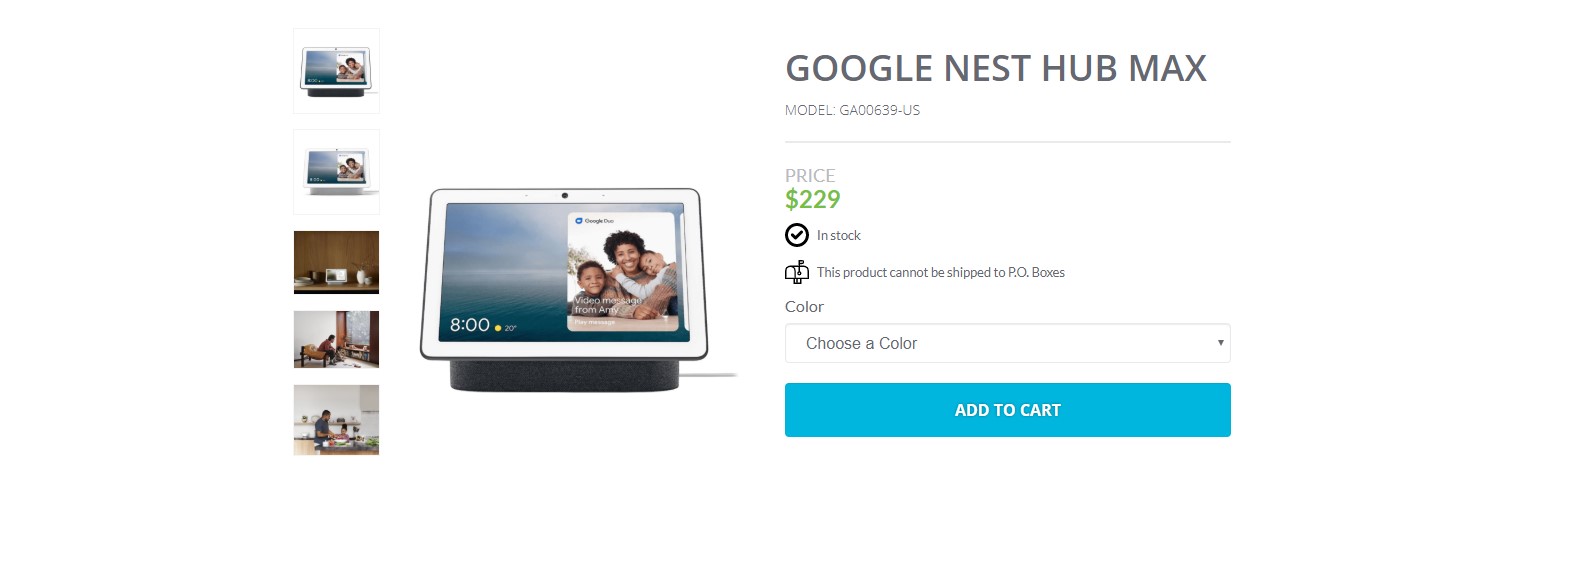 GOOGLE NEST HUB MAX
MODEL: GA00639-US
PRICE
$229
In stock
This product cannot be shipped to P.O. Boxes
Color
Choose a Color
ADD TO CART
Google Duo
Video message
from Amy
Play message
8:00 20°